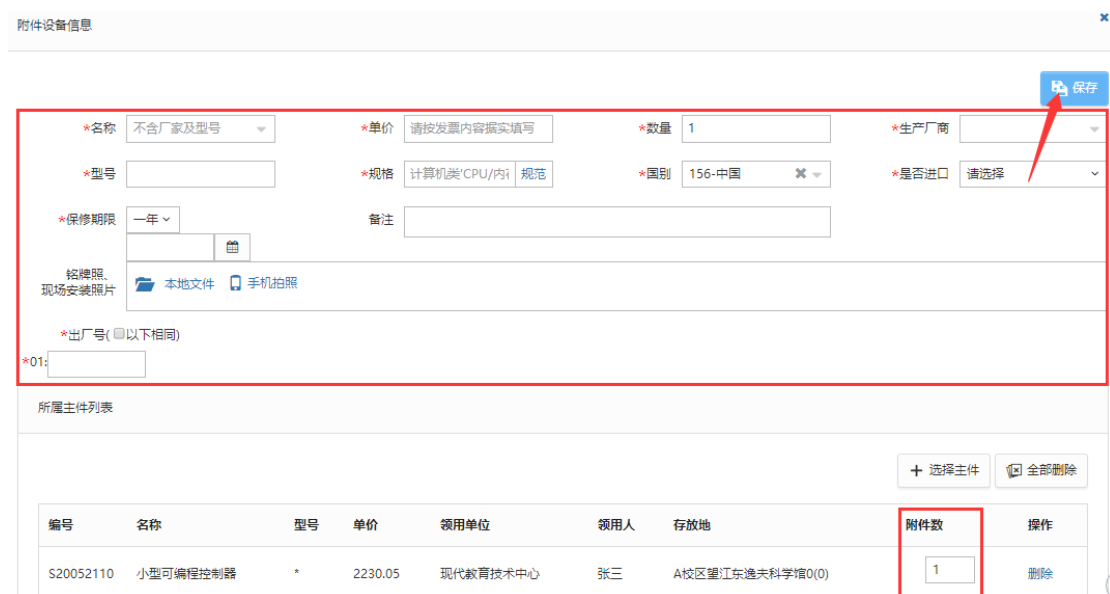 附件设备信息
保存
*名称 不含厂家及型号 *单价 请按发票内容据实填写 *数量 1 *生产厂商
*型号 *规格 计算机类'CPU/内存 规范 *国别 156-中国 *是否进口 请选择
*保修期限 一年 备注
铭牌照、
现场安装照片 本地文件 手机拍照
*出厂号(以下相同)
*01:
所属主件列表
选择主件 全部删除
编号 名称 型号 单价 领用单位 领用人 存放地 附件数 操作
S20052110 小型可编程控制器 * 2230.05 现代教育技术中心 张三 A校区望江东逸夫科学馆0(0) 1 删除